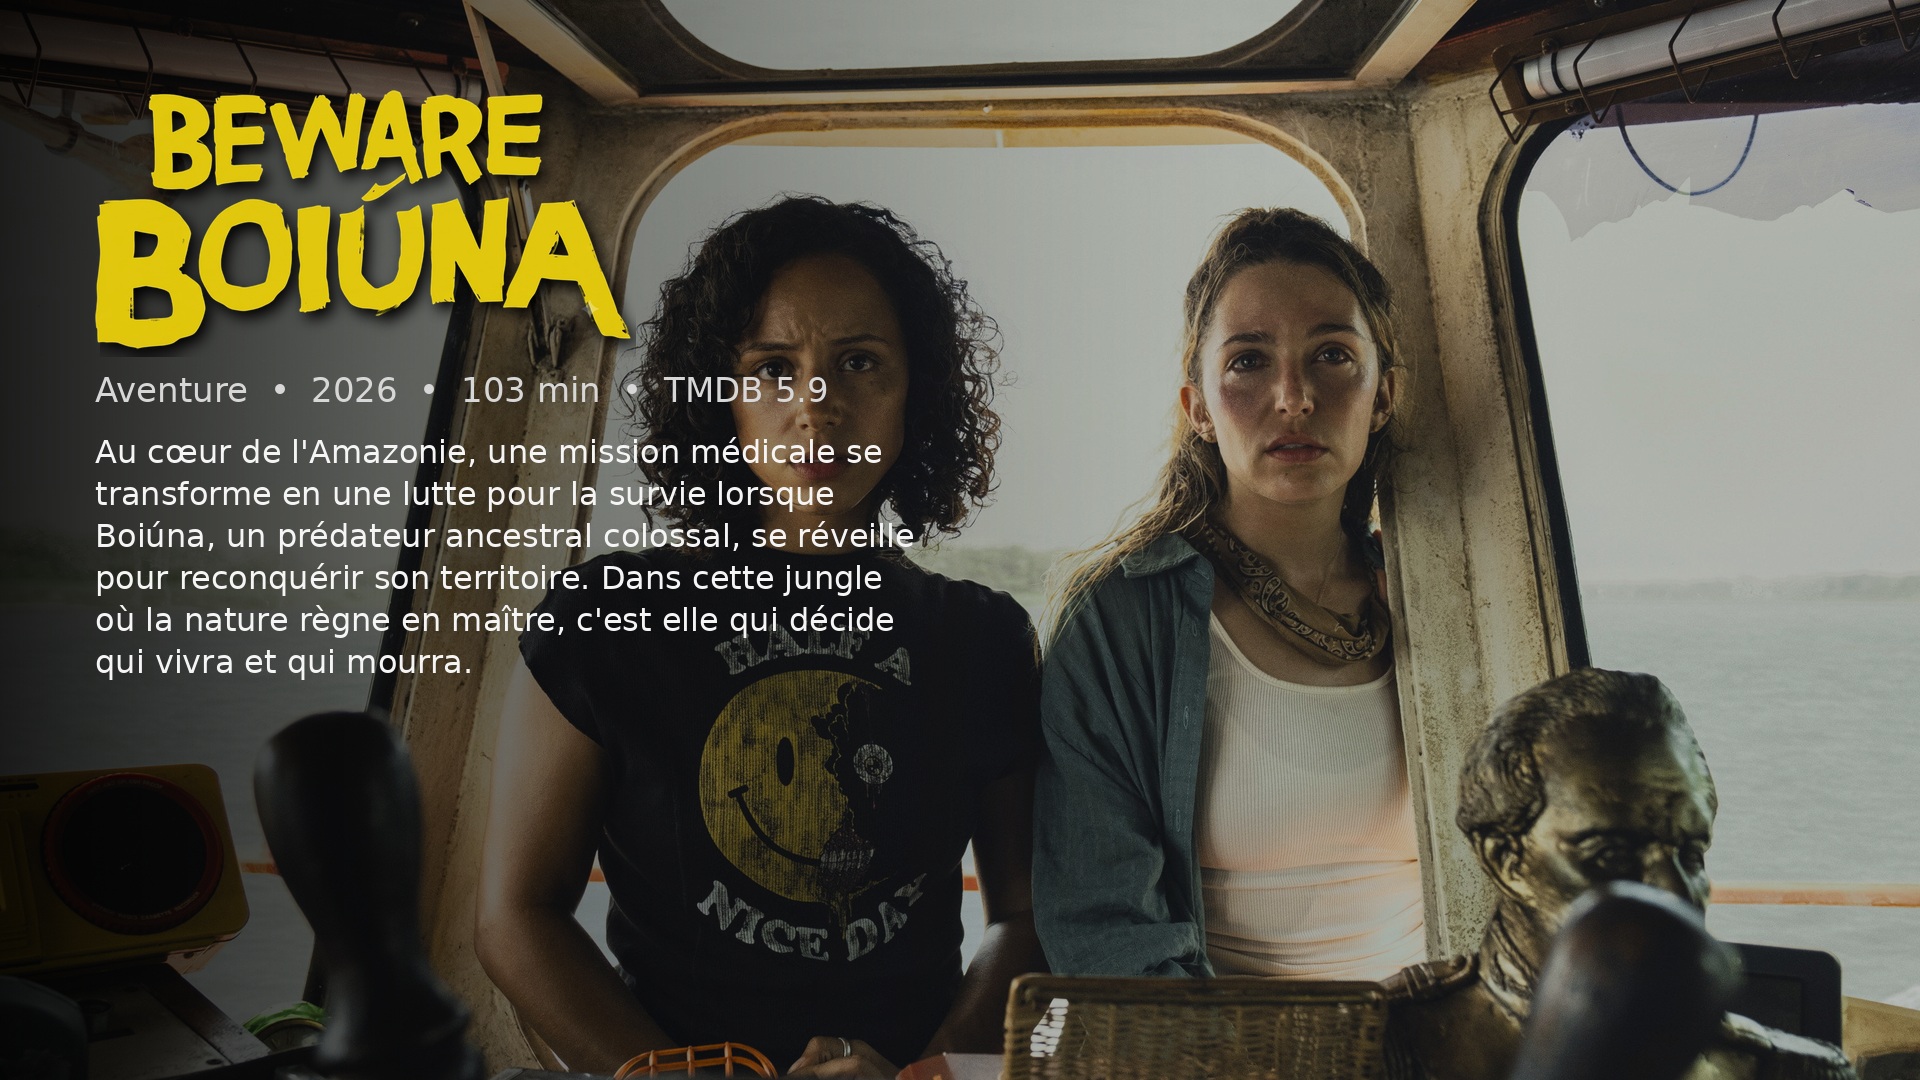 BEWARE
BOIÚNA
Aventure • 2026 • 103 min • TMDB 5.9
Au cœur de l'Amazonie, une mission médicale se
transforme en une lutte pour la survie lorsque
Boiúna, un prédateur ancestral colossal, se réveille
pour reconquérir son territoire. Dans cette jungle
où la nature règne en maître, c'est elle qui décide
qui vivra et qui mourra.
HALF A
NICE DAY